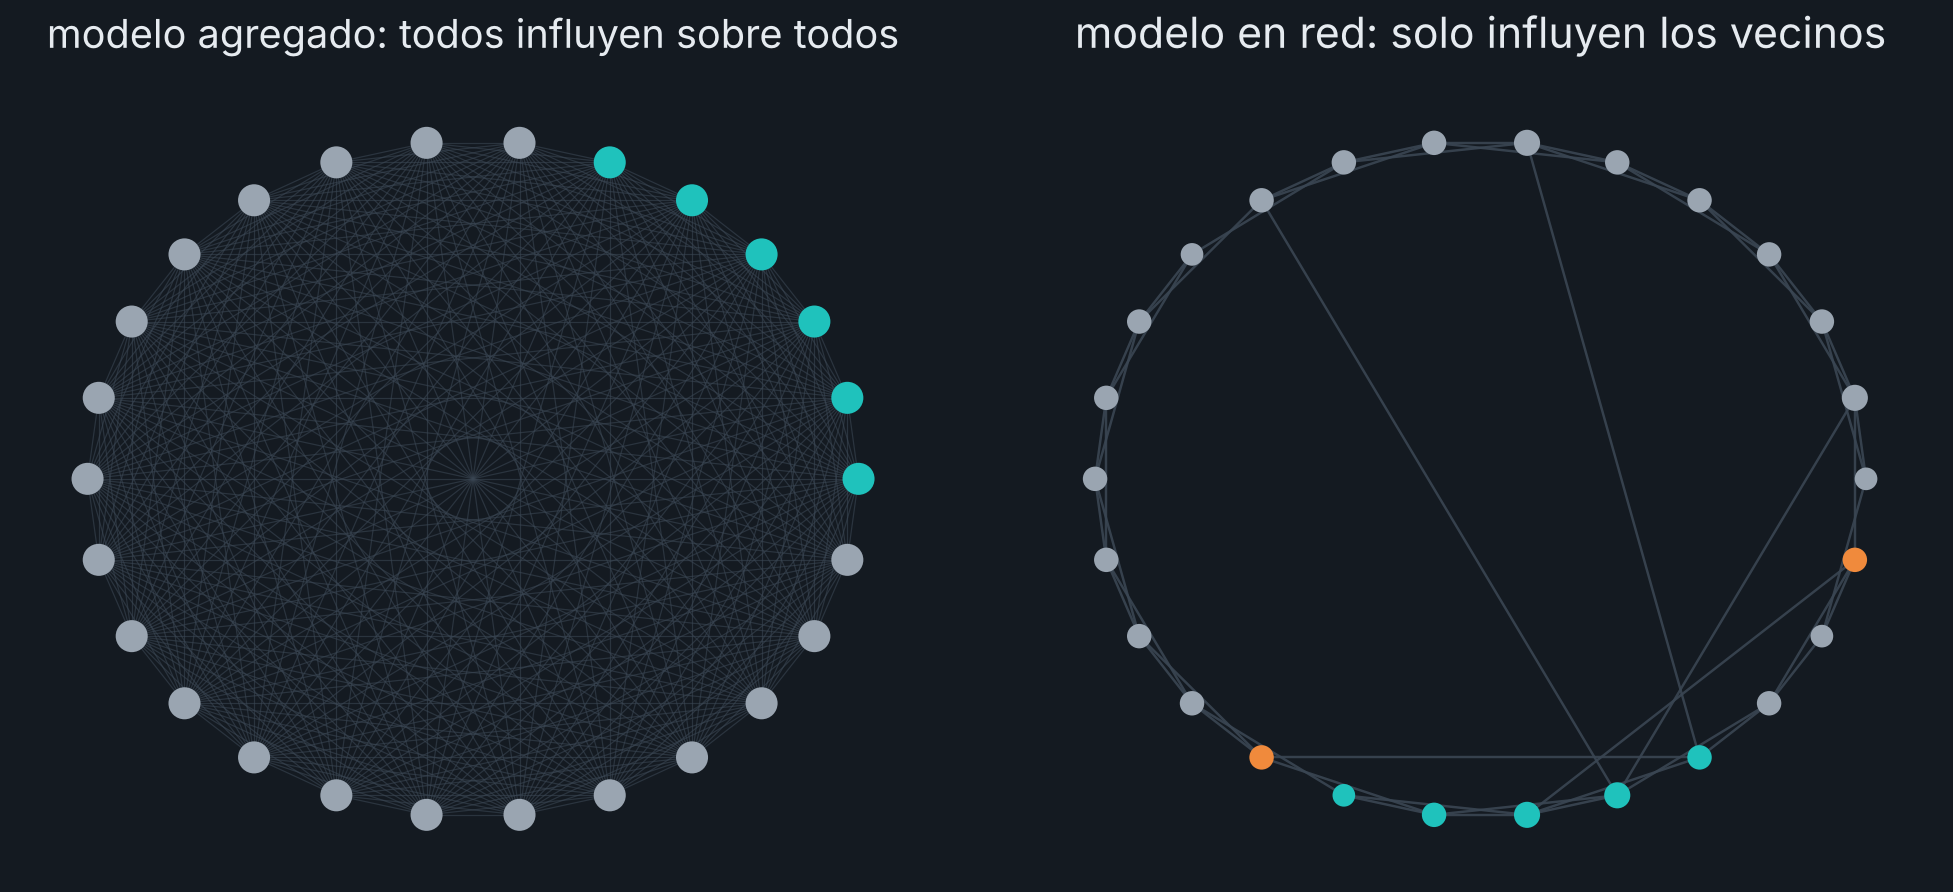 modelo agregado: todos influyen sobre todos
modelo en red: solo influyen los vecinos